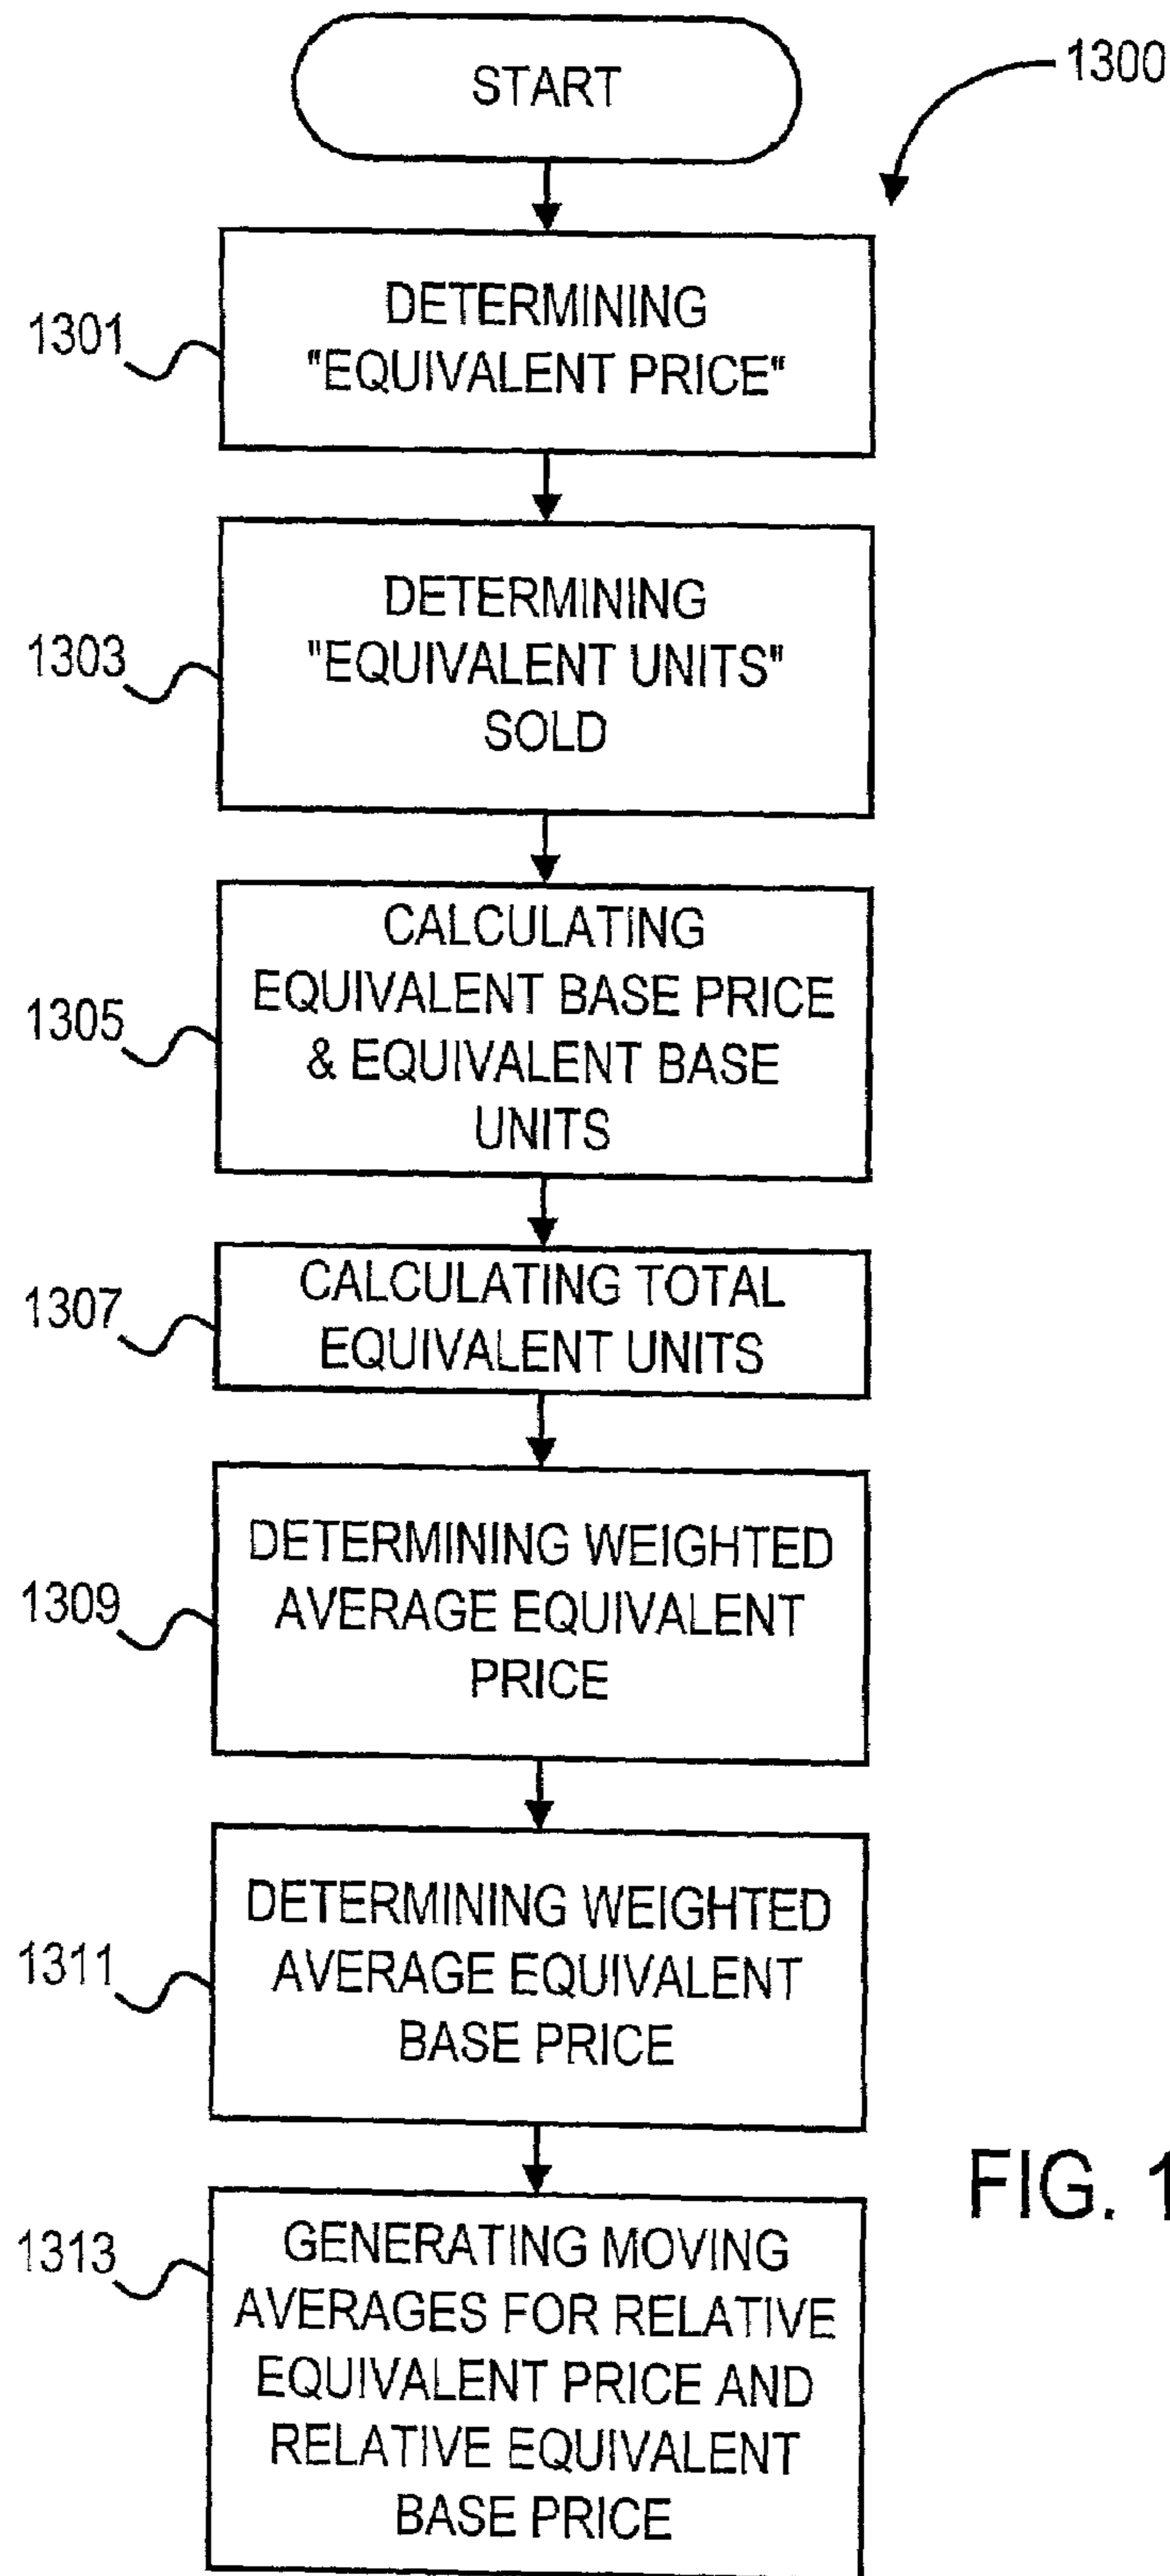 START
1300
1301
DETERMINING
"EQUIVALENT PRICE"
1303
DETERMINING
"EQUIVALENT UNITS"
SOLD
1305
CALCULATING
EQUIVALENT BASE PRICE
& EQUIVALENT BASE
UNITS
1307
CALCULATING TOTAL
EQUIVALENT UNITS
1309
DETERMINING WEIGHTED
AVERAGE EQUIVALENT
PRICE
1311
DETERMINING WEIGHTED
AVERAGE EQUIVALENT
BASE PRICE
1313
GENERATING MOVING
AVERAGES FOR RELATIVE
EQUIVALENT PRICE AND
RELATIVE EQUIVALENT
BASE PRICE
FIG. 1